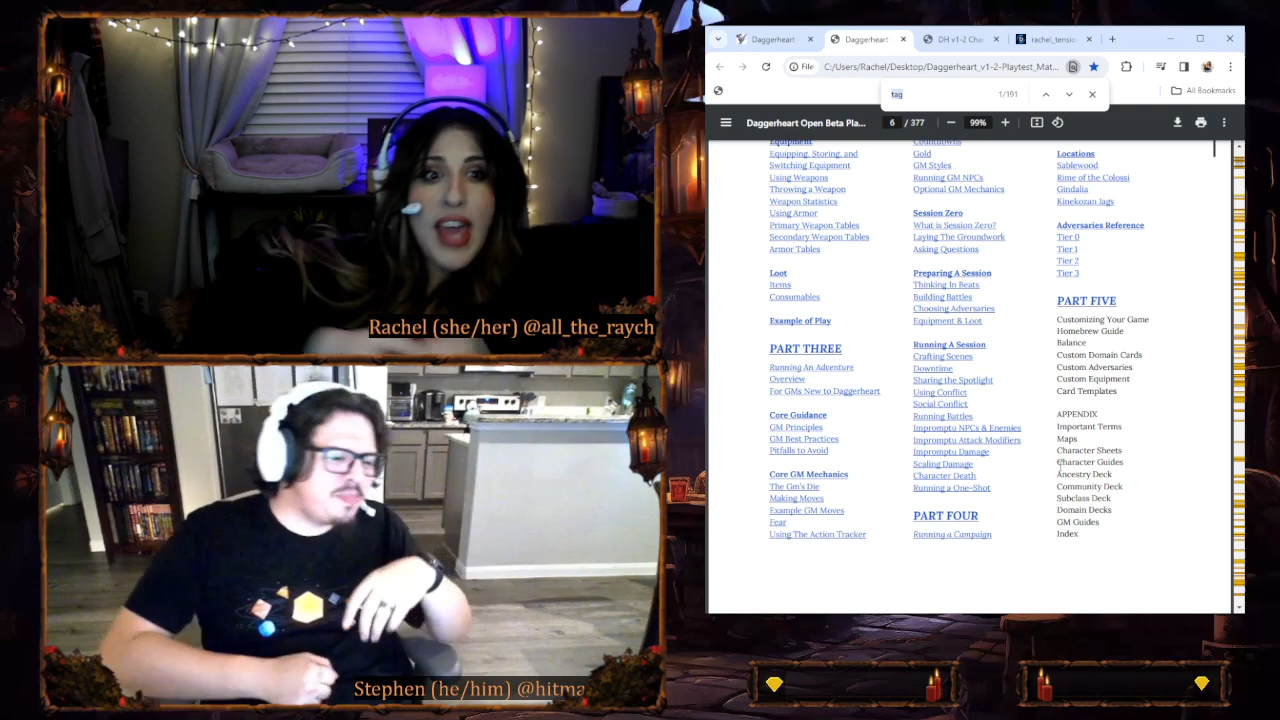 Rachel (she/her) @all_the_raych
Stephen (he/him) @hitma
Daggerheart
Daggerheart
DH v1-2 Cha
rachel_tensio
File
C:/Users/Rachel/Desktop/Daggerheart_v1-2-Playtest_Mat...
tag
1/191
All Bookmarks
Daggerheart Open Beta Pla...
6 / 377
99%
Equipment
Equipping, Storing, and
Switching Equipment
Using Weapons
Throwing a Weapon
Weapon Statistics
Using Armor
Primary Weapon Tables
Secondary Weapon Tables
Armor Tables
Loot
Items
Consumables
Example of Play
PART THREE
Running An Adventure
Overview
For GMs New to Daggerheart
Core Guidance
GM Principles
GM Best Practices
Pitfalls to Avoid
Core GM Mechanics
The Gm's Die
Making Moves
Example GM Moves
Fear
Using The Action Tracker
Countdowns
Gold
GM Styles
Running GM NPCs
Optional GM Mechanics
Session Zero
What is Session Zero?
Laying The Groundwork
Asking Questions
Preparing A Session
Thinking In Beats
Building Battles
Choosing Adversaries
Equipment & Loot
Running A Session
Crafting Scenes
Downtime
Sharing the Spotlight
Using Conflict
Social Conflict
Running Battles
Impromptu NPCs & Enemies
Impromptu Attack Modifiers
Impromptu Damage
Scaling Damage
Character Death
Running a One-Shot
PART FOUR
Running a Campaign
Locations
Sablewood
Rime of the Colossi
Gindalia
Kinekozan Jags
Adversaries Reference
Tier 0
Tier 1
Tier 2
Tier 3
PART FIVE
Customizing Your Game
Homebrew Guide
Balance
Custom Domain Cards
Custom Adversaries
Custom Equipment
Card Templates
APPENDIX
Important Terms
Maps
Character Sheets
Character Guides
Ancestry Deck
Community Deck
Subclass Deck
Domain Decks
GM Guides
Index